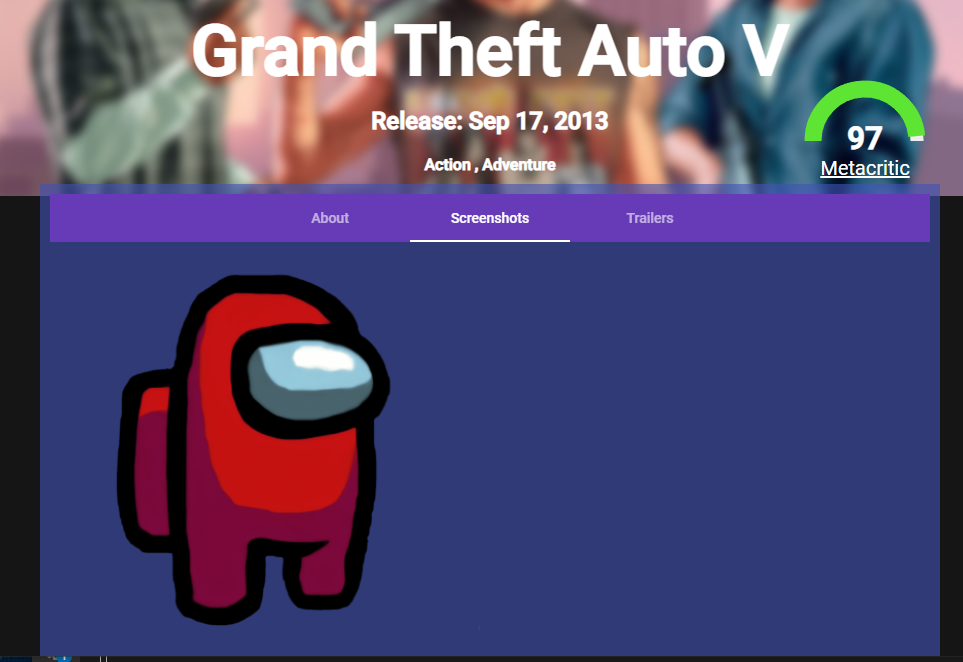 Grand Theft Auto V
Release: Sep 17, 2013
Action , Adventure
97
Metacritic
About
Screenshots
Trailers